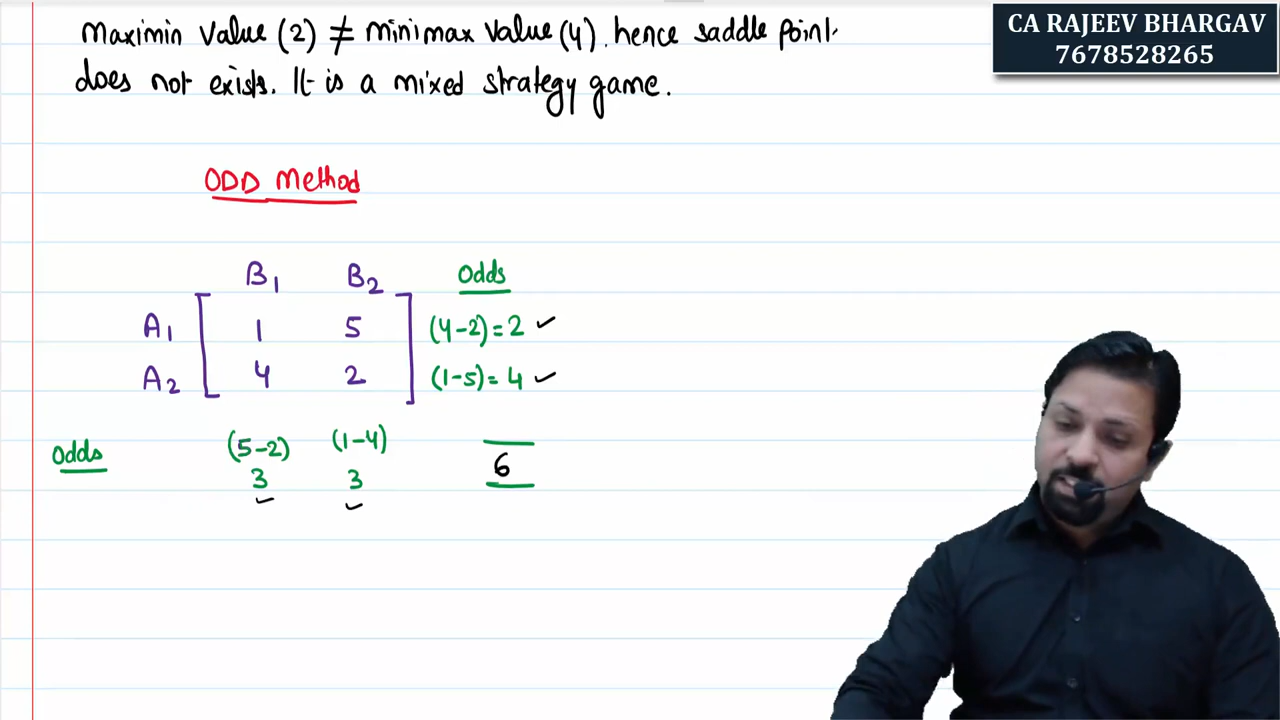 Maximin Value (2) ≠ minimax value (4). hence saddle point
does not exists. It is a mixed strategy game.
CA RAJEEV BHARGAV
7678528265
ODD Method
B1 B2 Odds
A1 1 5 (4-2)=2 ✓
A2 4 2 (1-5)=4 ✓
Odds (5-2) (1-4)
3 3 6
✓ ✓